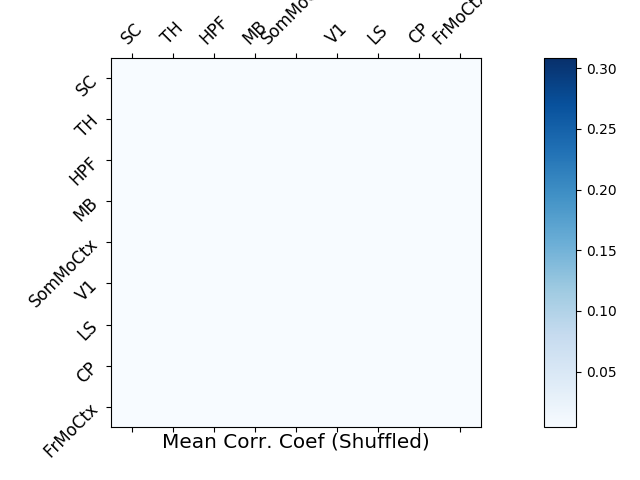 SC TH HPF MB SomMo V1 LS CP FrMoCtx
SC
TH
HPF
MB
SomMoCtx
V1
LS
CP
FrMoCtx
Mean Corr. Coef (Shuffled)
0.30
0.25
0.20
0.15
0.10
0.05